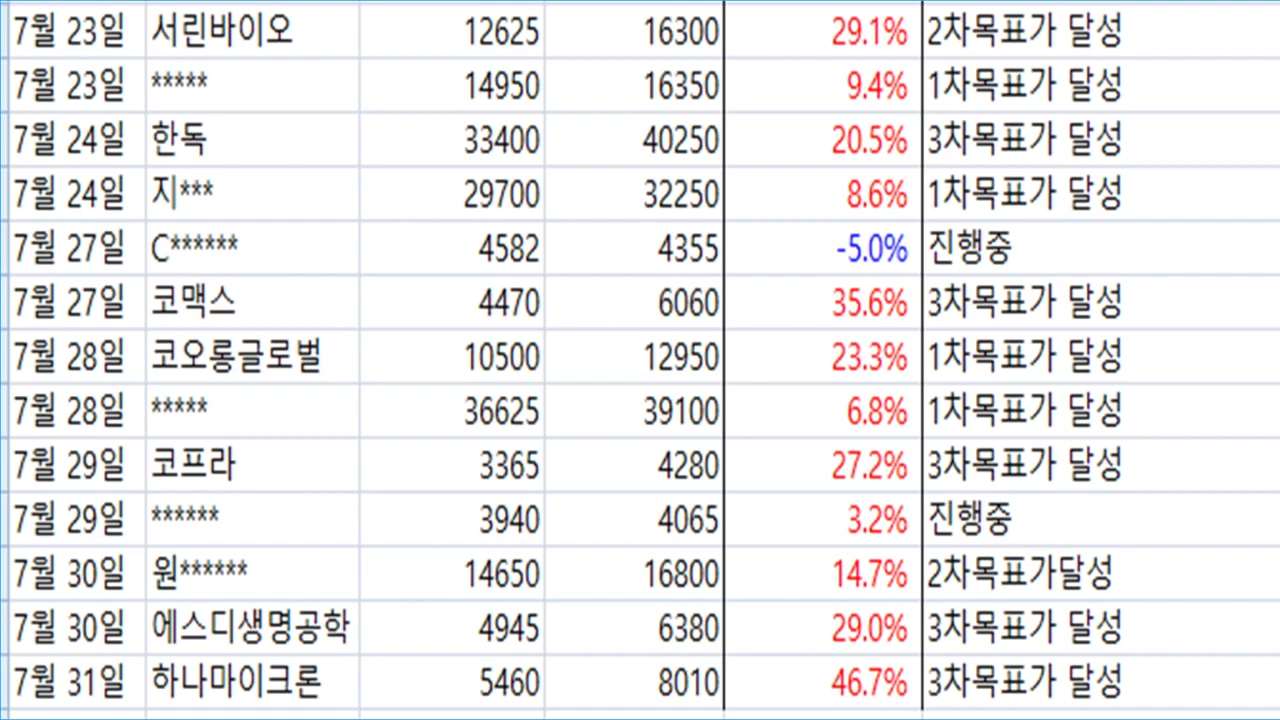 7월 23일 서린바이오 12625 16300 29.1% 2차목표가 달성
7월 23일 ***** 14950 16350 9.4% 1차목표가 달성
7월 24일 한독 33400 40250 20.5% 3차목표가 달성
7월 24일 지*** 29700 32250 8.6% 1차목표가 달성
7월 27일 C****** 4582 4355 -5.0% 진행중
7월 27일 코맥스 4470 6060 35.6% 3차목표가 달성
7월 28일 코오롱글로벌 10500 12950 23.3% 1차목표가 달성
7월 28일 ***** 36625 39100 6.8% 1차목표가 달성
7월 29일 코프라 3365 4280 27.2% 3차목표가 달성
7월 29일 ****** 3940 4065 3.2% 진행중
7월 30일 원****** 14650 16800 14.7% 2차목표가달성
7월 30일 에스디생명공학 4945 6380 29.0% 3차목표가 달성
7월 31일 하나마이크론 5460 8010 46.7% 3차목표가 달성